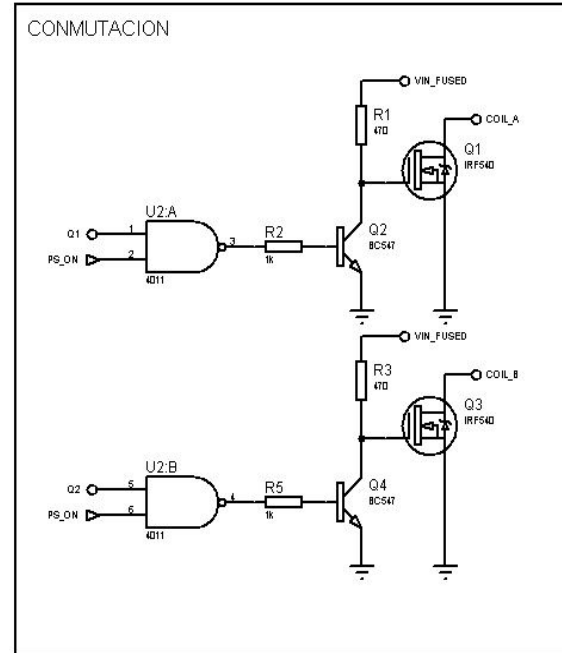 CONMUTACION
VIN_FUSED
R1
470
COIL_A
Q1
IRF540
U2:A
Q1
1
3
R2
1k
Q2
BC547
PS_ON
2
4011
VIN_FUSED
R3
470
COIL_B
Q3
IRF540
U2:B
Q2
5
4
R5
1k
Q4
BC547
PS_ON
6
4011